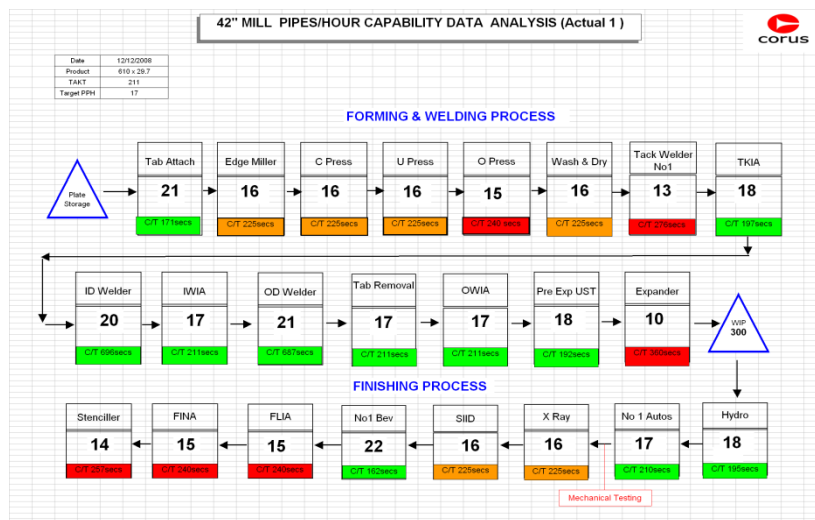 42" MILL PIPES/HOUR CAPABILITY DATA ANALYSIS (Actual 1 )
corus
Date 12/12/2008
Product 610 x 29.7
TAKT 211
Target PPH 17
FORMING & WELDING PROCESS
Plate
Storage
Tab Attach
21
C/T 171secs
Edge Miller
16
C/T 225secs
C Press
16
C/T 225secs
U Press
16
C/T 225secs
O Press
15
C/T 240 secs
Wash & Dry
16
C/T 225secs
Tack Welder
No1
13
C/T 276secs
TKIA
18
C/T 197secs
ID Welder
20
C/T 696secs
IWIA
17
C/T 211secs
OD Welder
21
C/T 687secs
Tab Removal
17
C/T 211secs
OWIA
17
C/T 211secs
Pre Exp UST
18
C/T 192secs
Expander
10
C/T 360secs
WIP
300
FINISHING PROCESS
Stenciller
14
C/T 257secs
FINA
15
C/T 240secs
FLIA
15
C/T 240secs
No1 Bev
22
C/T 162secs
SIID
16
C/T 225secs
X Ray
16
C/T 225secs
No 1 Autos
17
C/T 210secs
Hydro
18
C/T 195secs
Mechanical Testing